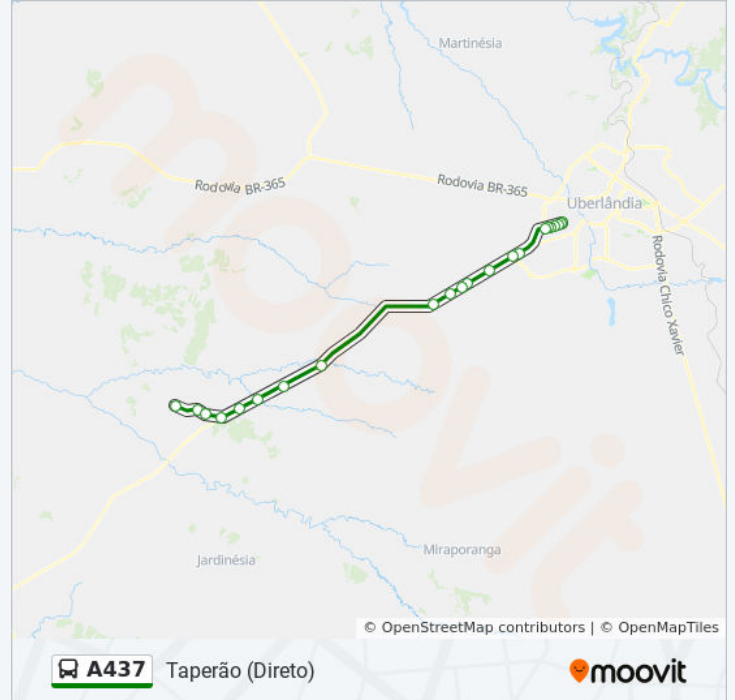 Martinésia
Rodovia BR-365
Rodovia BR-365
Uberlândia
Rodovia Chico Xavier
moovit
Miraporanga
Jardinésia
© OpenStreetMap contributors | © OpenMapTiles
A437 Taperão (Direto)
moovit